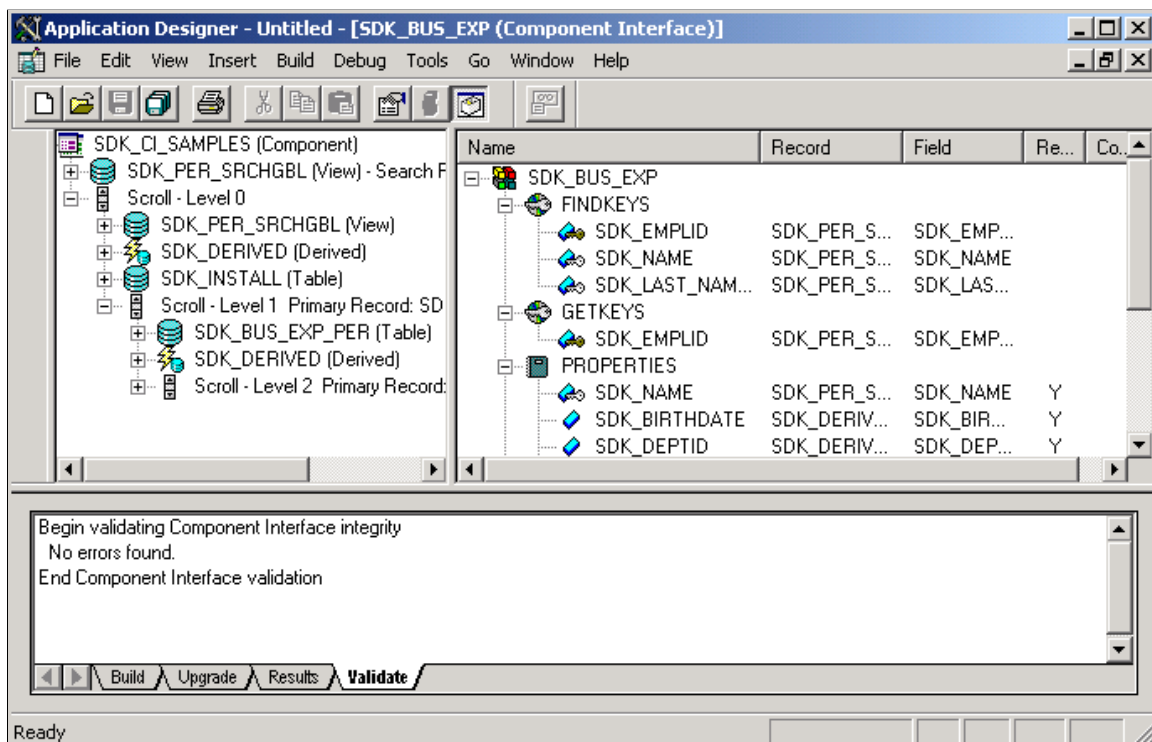 Application Designer - Untitled - [SDK_BUS_EXP (Component Interface)]
File Edit View Insert Build Debug Tools Go Window Help
SDK_CI_SAMPLES (Component)
SDK_PER_SRCHGBL (View) - Search F
Scroll - Level 0
SDK_PER_SRCHGBL (View)
SDK_DERIVED (Derived)
SDK_INSTALL (Table)
Scroll - Level 1 Primary Record: SD
SDK_BUS_EXP_PER (Table)
SDK_DERIVED (Derived)
Scroll - Level 2 Primary Record:
Name Record Field Re... Co..
SDK_BUS_EXP
FINDKEYS
SDK_EMPLID SDK_PER_S... SDK_EMP...
SDK_NAME SDK_PER_S... SDK_NAME
SDK_LAST_NAM... SDK_PER_S... SDK_LAS...
GETKEYS
SDK_EMPLID SDK_PER_S... SDK_EMP...
PROPERTIES
SDK_NAME SDK_PER_S... SDK_NAME Y
SDK_BIRTHDATE SDK_DERIV... SDK_BIR... Y
SDK_DEPTID SDK_DERIV... SDK_DEP... Y
Begin validating Component Interface integrity
No errors found.
End Component Interface validation
Build Upgrade Results Validate
Ready